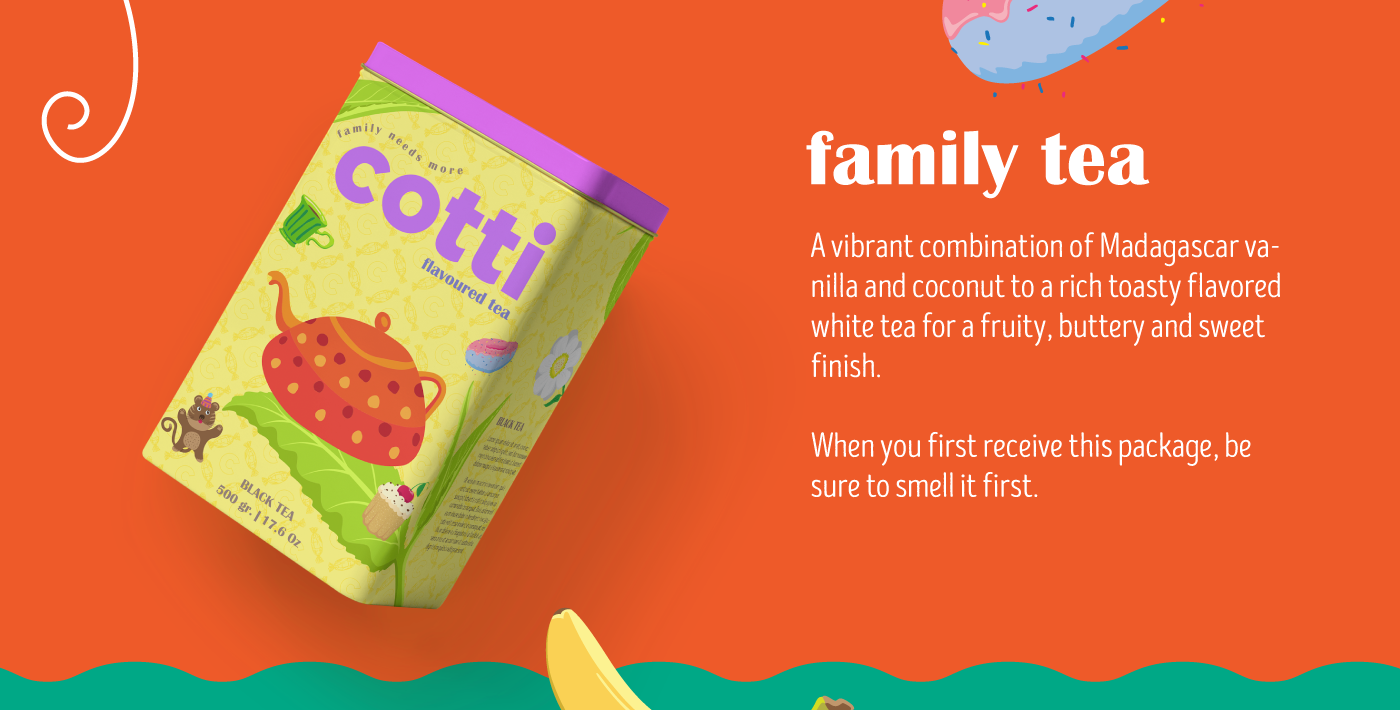 family needs more
cotti
flavoured tea
BLACK TEA
500 gr. | 17.6 Oz
BLACK TEA
family tea
A vibrant combination of Madagascar va-
nilla and coconut to a rich toasty flavored
white tea for a fruity, buttery and sweet
finish.
When you first receive this package, be
sure to smell it first.